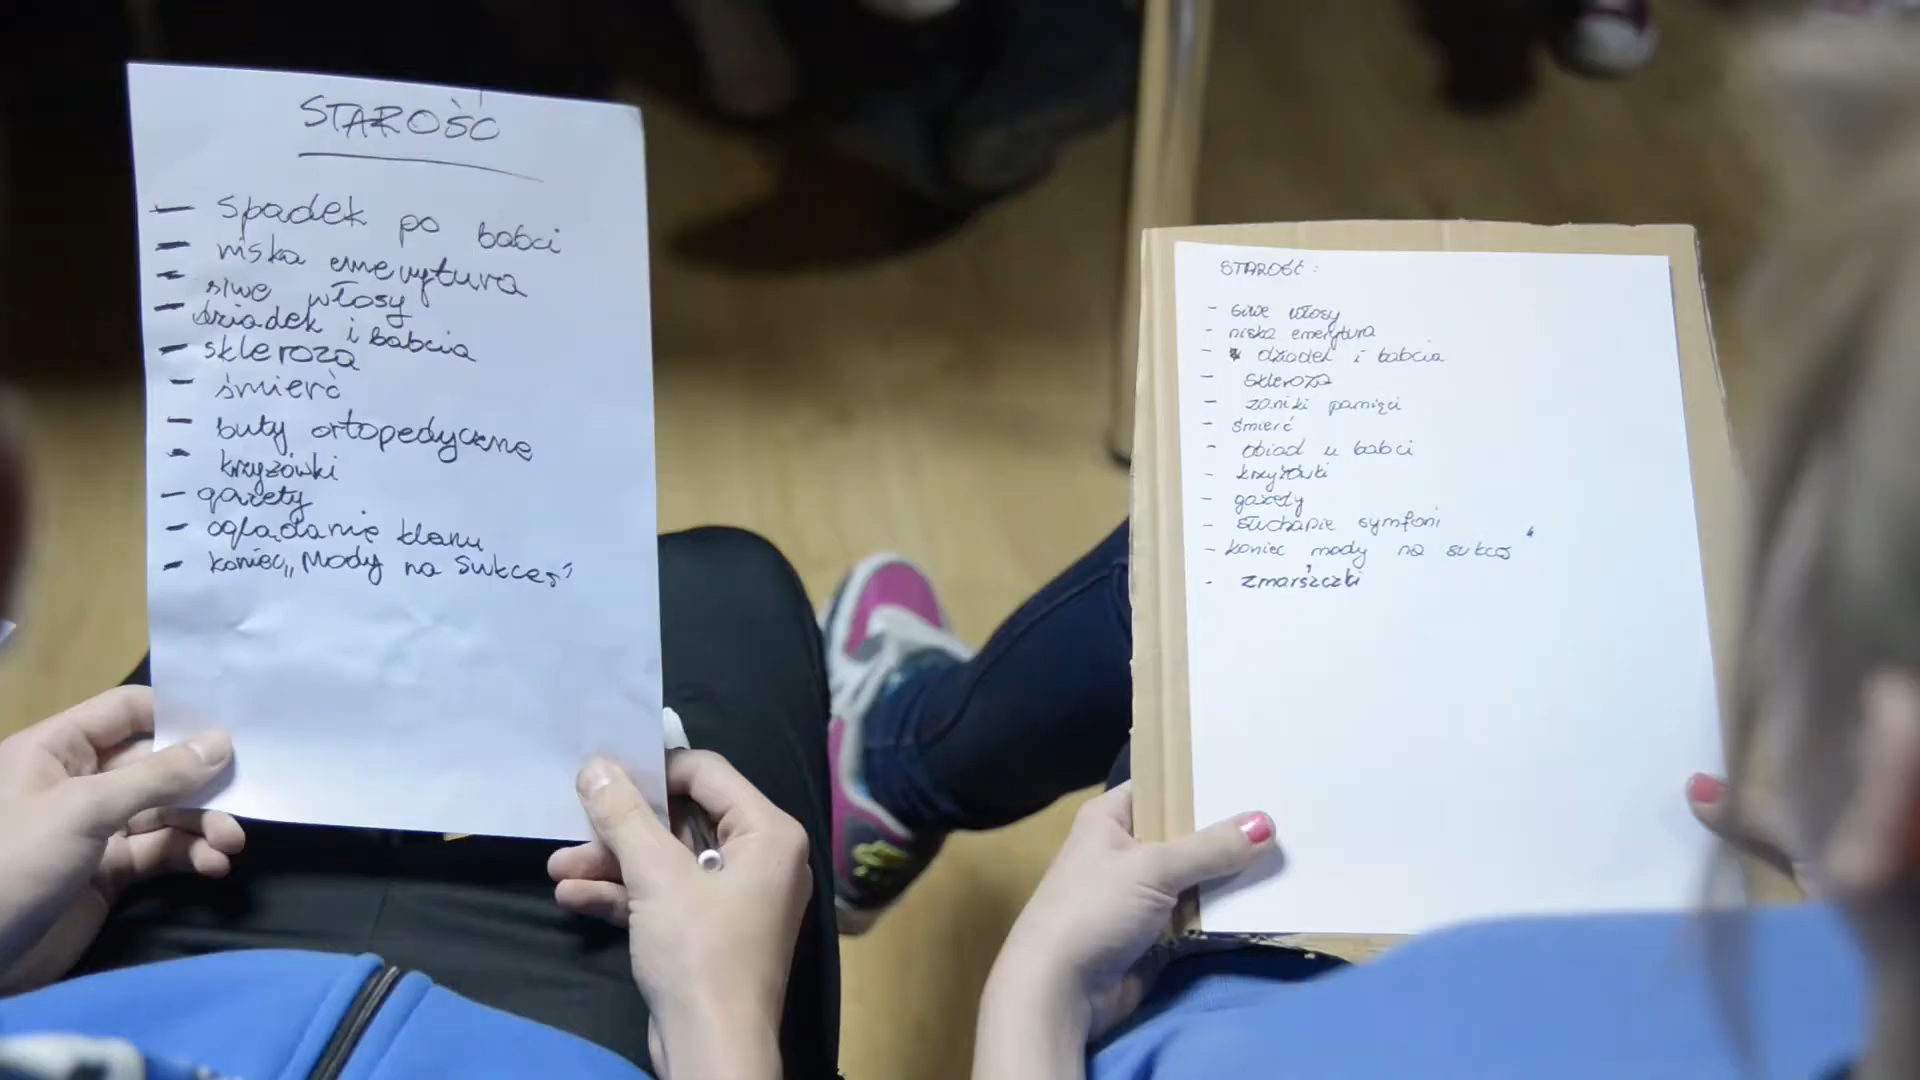 STAROŚĆ
– spadek po babci
– niska emerytura
– siwe włosy
– dziadek i babcia
– skleroza
– śmierć
– buty ortopedyczne
– krzyżówki
– gazety
– oglądanie klanu
– koniec „Mody na Sukces"
STAROŚĆ:
- siwe włosy
- niska emerytura
- dziadek i babcia
- skleroza
- zaniki pamięci
- śmierć
- obiad u babci
- krzyżówki
- gazety
- słuchanie symfoni
- koniec mody na sukces
- zmarszczki